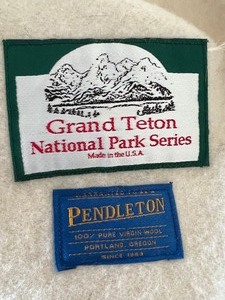 Grand Teton
National Park Series
Made in the U.S.A.
PENDLETON
100% PURE VIRGIN WOOL
PORTLAND, OREGON
SINCE 1863